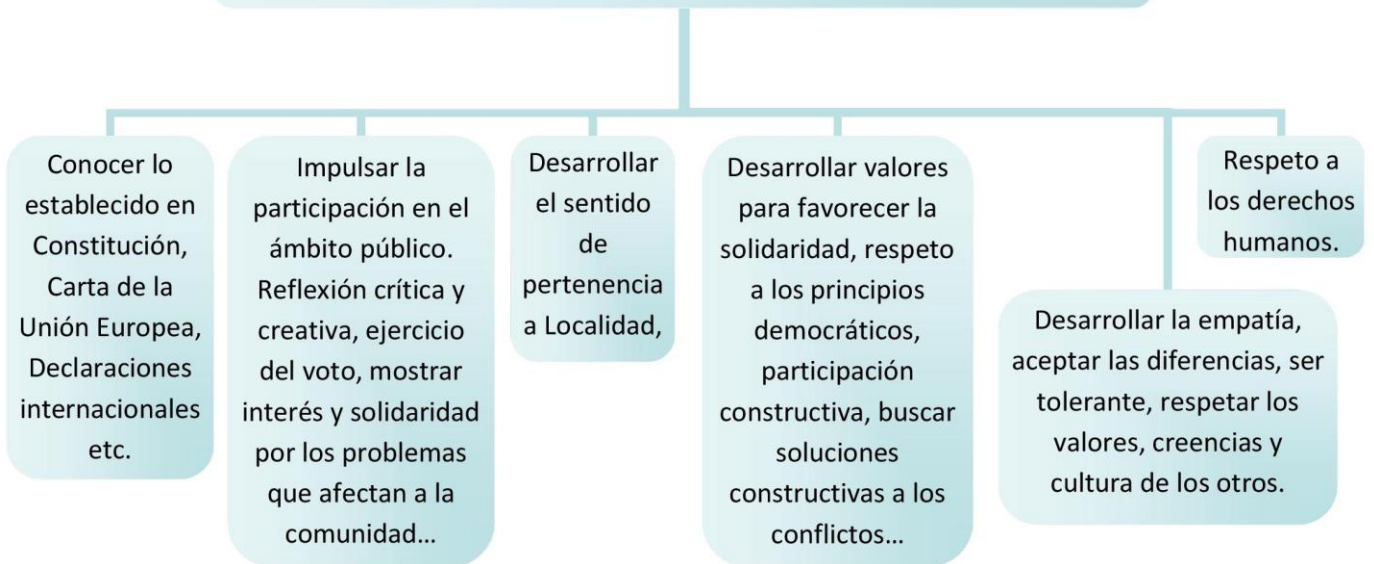 Conocer lo
establecido en
Constitución,
Carta de la
Unión Europea,
Declaraciones
internacionales
etc.
Impulsar la
participación en el
ámbito público.
Reflexión crítica y
creativa, ejercicio
del voto, mostrar
interés y solidaridad
por los problemas
que afectan a la
comunidad...
Desarrollar
el sentido
de
pertenencia
a Localidad,
Desarrollar valores
para favorecer la
solidaridad, respeto
a los principios
democráticos,
participación
constructiva, buscar
soluciones
constructivas a los
conflictos...
Desarrollar la empatía,
aceptar las diferencias, ser
tolerante, respetar los
valores, creencias y
cultura de los otros.
Respeto a
los derechos
humanos.